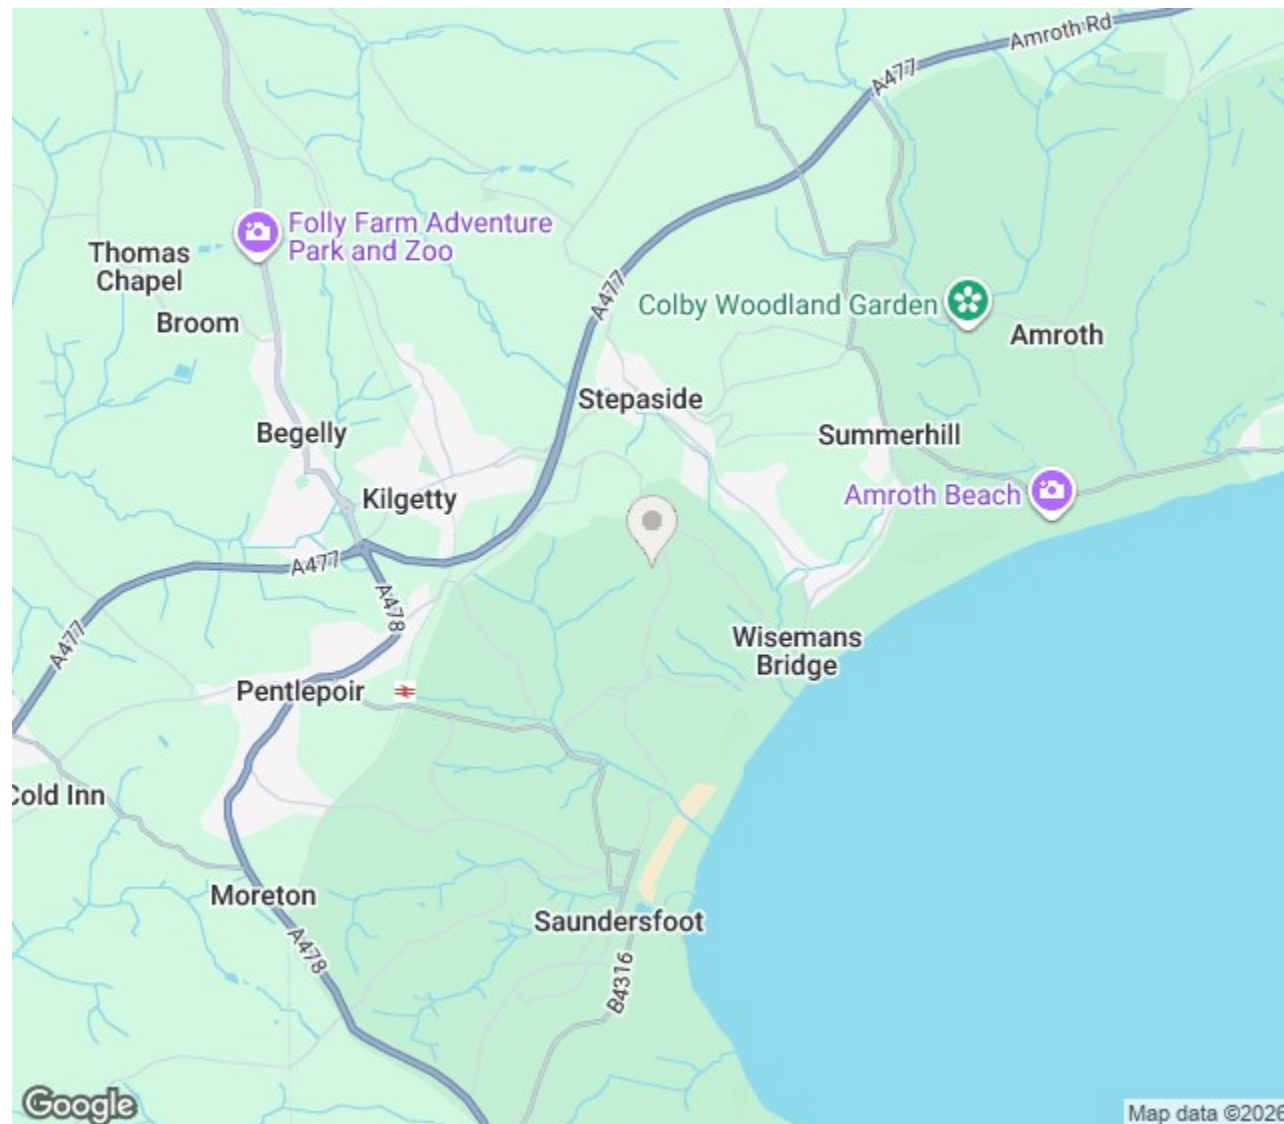 Amroth Rd
A477
Folly Farm Adventure
Park and Zoo
Thomas
Chapel
A477
Colby Woodland Garden
Broom
Amroth
Stepaside
Begelly
Summerhill
Kilgetty
Amroth Beach
A477
A478
A477
Wisemans
Bridge
Pentlepoir
Cold Inn
Moreton
Saundersfoot
A478
B4316
Google
Map data ©2026